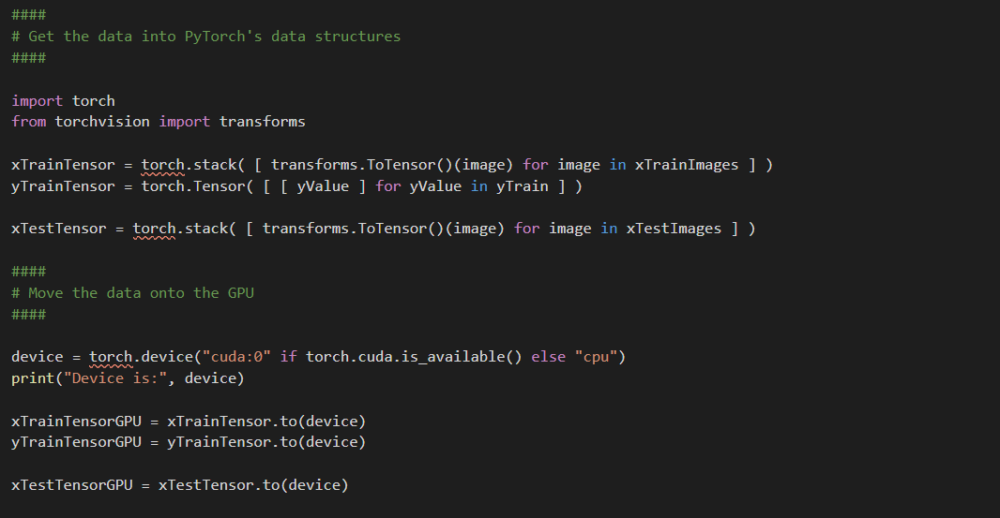 ####
# Get the data into PyTorch's data structures
####
import torch
from torchvision import transforms
xTrainTensor = torch.stack( [ transforms.ToTensor()(image) for image in xTrainImages ] )
yTrainTensor = torch.Tensor( [ [ yValue ] for yValue in yTrain ] )
xTestTensor = torch.stack( [ transforms.ToTensor()(image) for image in xTestImages ] )
####
# Move the data onto the GPU
####
device = torch.device("cuda:0" if torch.cuda.is_available() else "cpu")
print("Device is:", device)
xTrainTensorGPU = xTrainTensor.to(device)
yTrainTensorGPU = yTrainTensor.to(device)
xTestTensorGPU = xTestTensor.to(device)